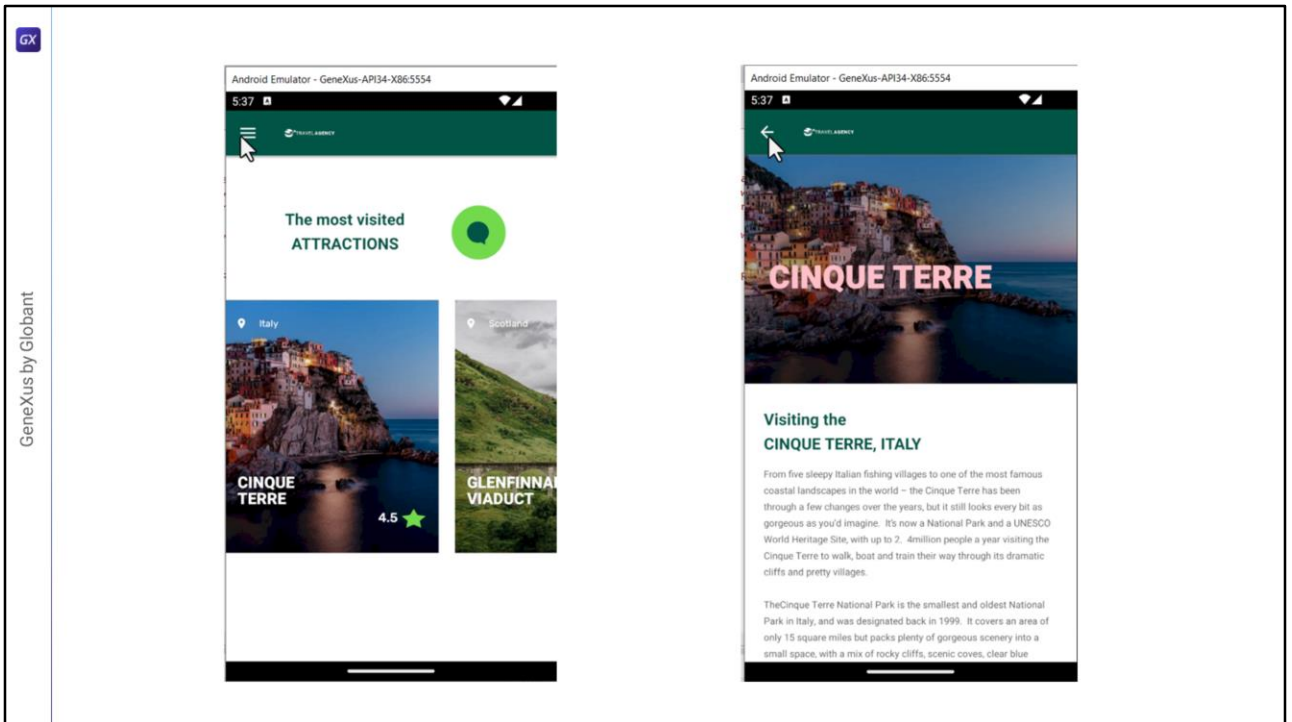 GX
GeneXus by Globant
Android Emulator - GeneXus-API34-X86:5554
5:37 A
TRAVEL AGENCY
The most visited
ATTRACTIONS
Italy
CINQUE
TERRE
4.5
Scotland
GLENFINNA
VIADUCT
Android Emulator - GeneXus-API34-X86:5554
5:37 A
TRAVEL AGENCY
CINQUE TERRE
Visiting the
CINQUE TERRE, ITALY
From five sleepy Italian fishing villages to one of the most famous
coastal landscapes in the world – the Cinque Terre has been
through a few changes over the years, but it still looks every bit as
gorgeous as you'd imagine. It's now a National Park and a UNESCO
World Heritage Site, with up to 2. 4million people a year visiting the
Cinque Terre to walk, boat and train their way through its dramatic
cliffs and pretty villages.
TheCinque Terre National Park is the smallest and oldest National
Park in Italy, and was designated back in 1999. It covers an area of
only 15 square miles but packs plenty of gorgeous scenery into a
small space, with a mix of rocky cliffs, scenic coves, clear blue